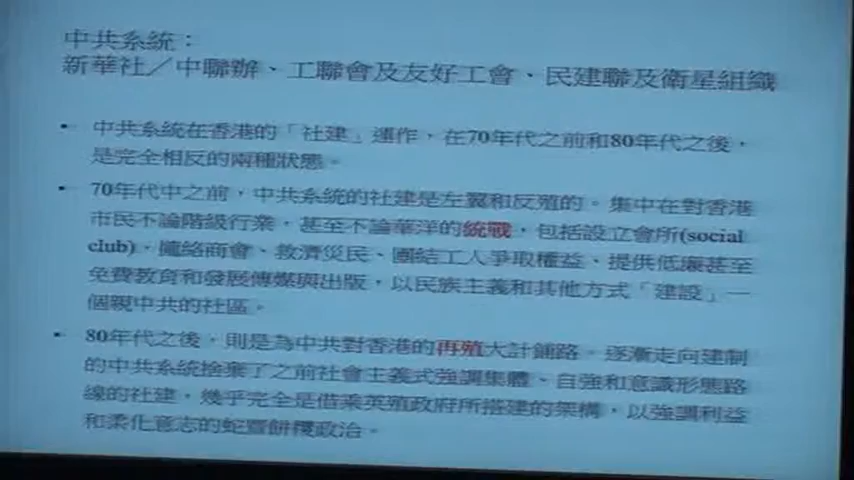 中共系統：
新華社／中聯辦、工聯會及友好工會、民建聯及衛星組織
• 中共系統在香港的「社建」運作，在70年代之前和80年代之後，
是完全相反的兩種狀態。
• 70年代中之前，中共系統的社建是左翼和反殖的。集中在對香港
市民不論階級行業，甚至不論華洋的統戰，包括設立會所(social
club)，攏絡商會、救濟災民、團結工人爭取權益、提供低廉甚至
免費教育和發展傳媒與出版，以民族主義和其他方式「建設」一
個親中共的社區。
• 80年代之後，則是為中共對香港的再殖大計鋪路。逐漸走向建制
的中共系統捨棄了之前社會主義式強調集體、自強和意識形態路
線的社建，幾乎完全是借乘英殖政府所搭建的架構，以強調利益
和柔化意志的蛇齋餅糭政治。